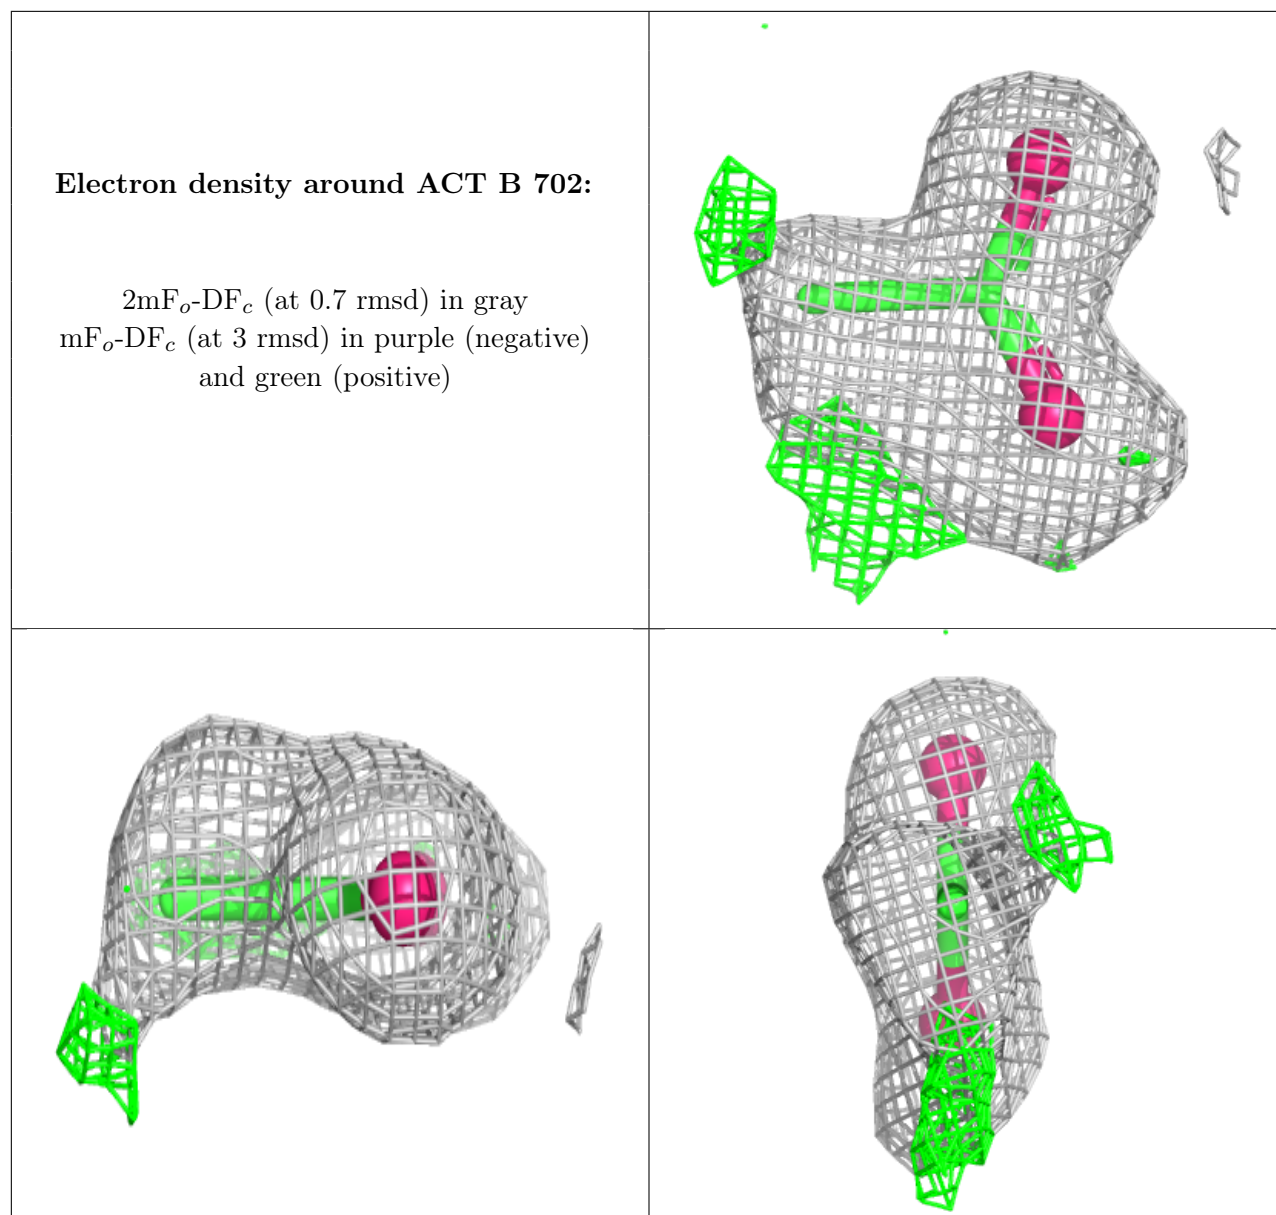 Electron density around ACT B 702:
2mFo-DFc (at 0.7 rmsd) in gray
mFo-DFc (at 3 rmsd) in purple (negative)
and green (positive)